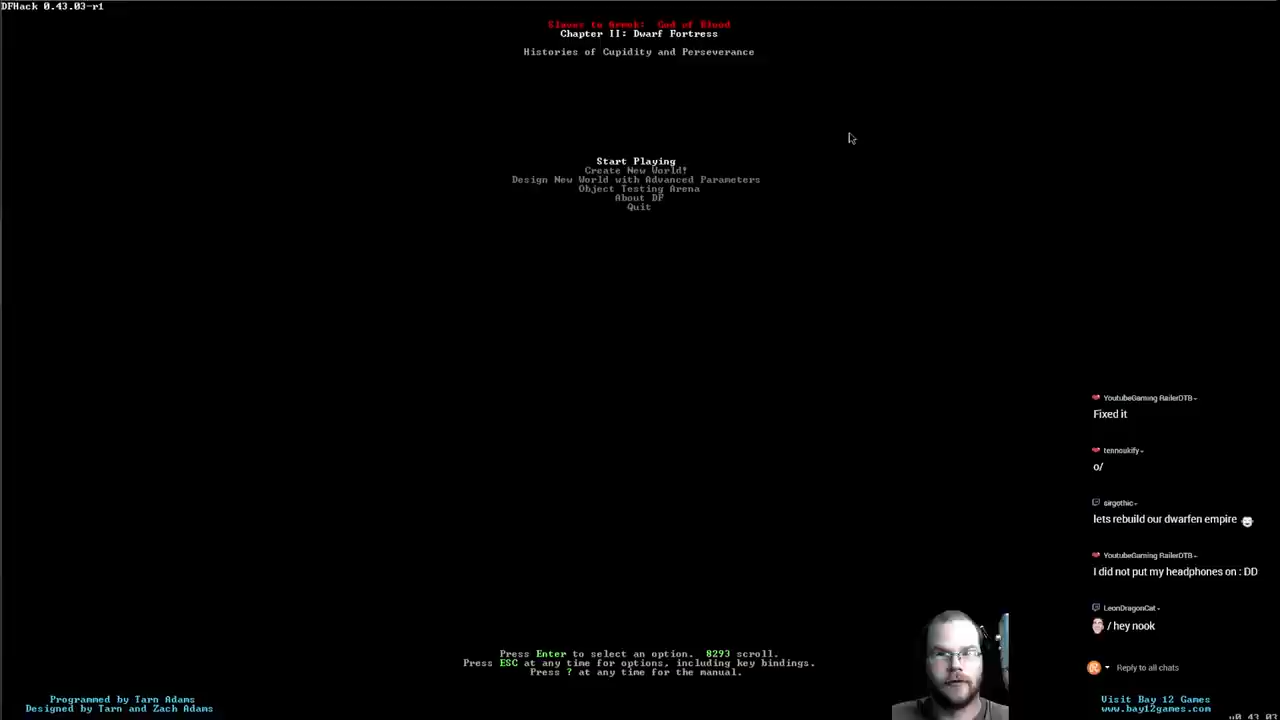 DFHack 0.43.03-r1
Slaves to Armok: God of Blood
Chapter II: Dwarf Fortress
Histories of Cupidity and Perseverance
Start Playing
Create New World!
Design New World with Advanced Parameters
Object Testing Arena
About DF
Quit
YoutubeGaming RailerDTB
Fixed it
tennoukify
o/
sirgothic
lets rebuild our dwarfen empire
YoutubeGaming RailerDTB
I did not put my headphones on : DD
LeonDragonCat
/ hey nook
Reply to all chats
Press Enter to select an option. 8293 scroll.
Press ESC at any time for options, including key bindings.
Press ? at any time for the manual.
Programmed by Tarn Adams
Designed by Tarn and Zach Adams
Visit Bay 12 Games
www.bay12games.com
v0.43.03